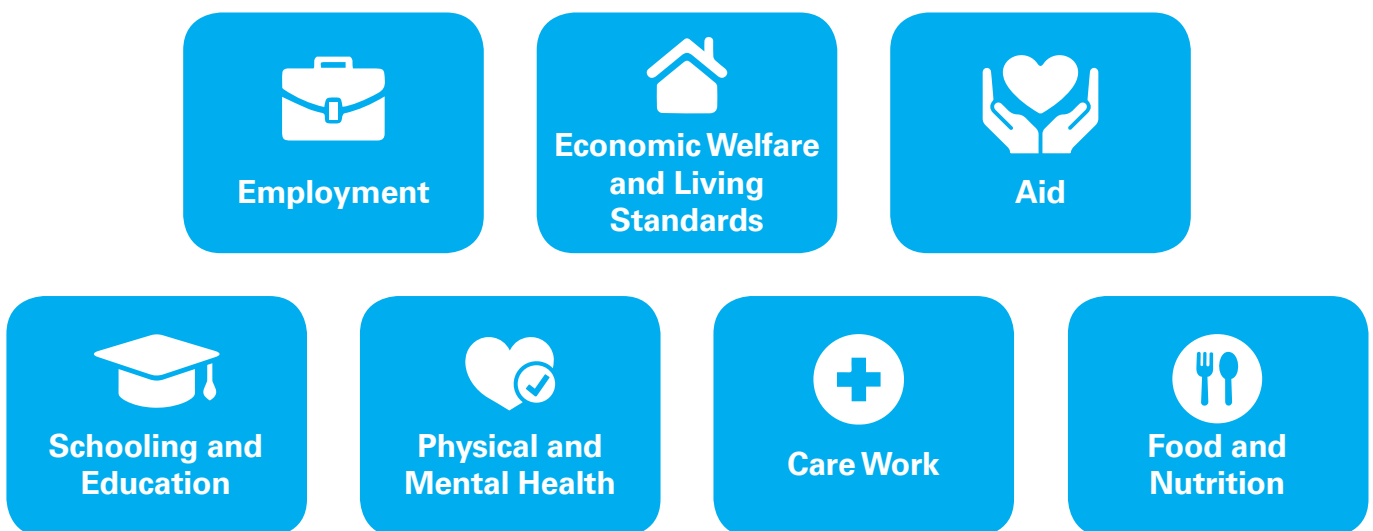 Employment
Economic Welfare
and Living
Standards
Aid
Schooling and
Education
Physical and
Mental Health
Care Work
Food and
Nutrition